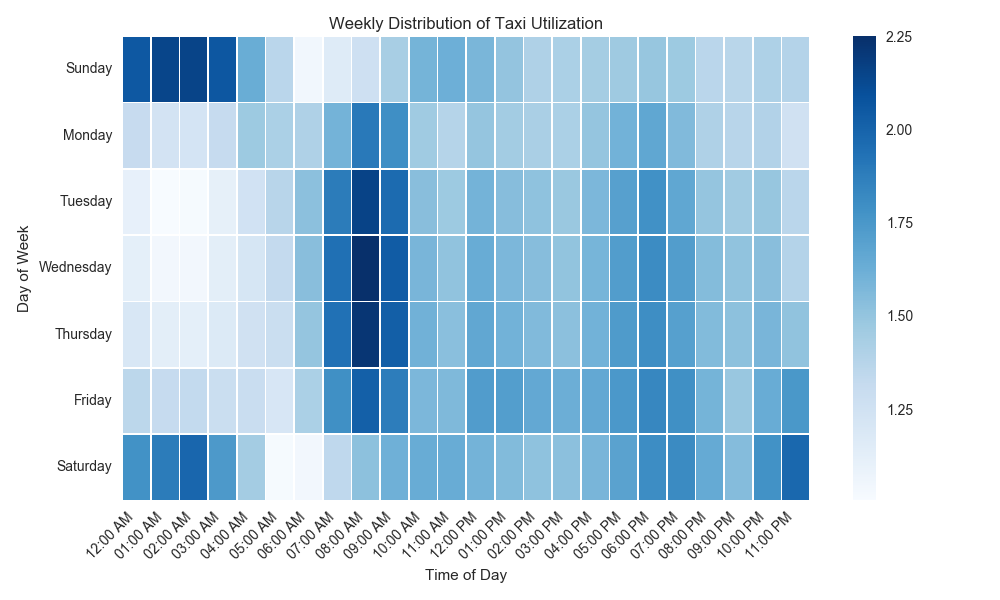 Weekly Distribution of Taxi Utilization
Day of Week
Sunday
Monday
Tuesday
Wednesday
Thursday
Friday
Saturday
12:00 AM
01:00 AM
02:00 AM
03:00 AM
04:00 AM
05:00 AM
06:00 AM
07:00 AM
08:00 AM
09:00 AM
10:00 AM
11:00 AM
12:00 PM
01:00 PM
02:00 PM
03:00 PM
04:00 PM
05:00 PM
06:00 PM
07:00 PM
08:00 PM
09:00 PM
10:00 PM
11:00 PM
Time of Day
2.25
2.00
1.75
1.50
1.25